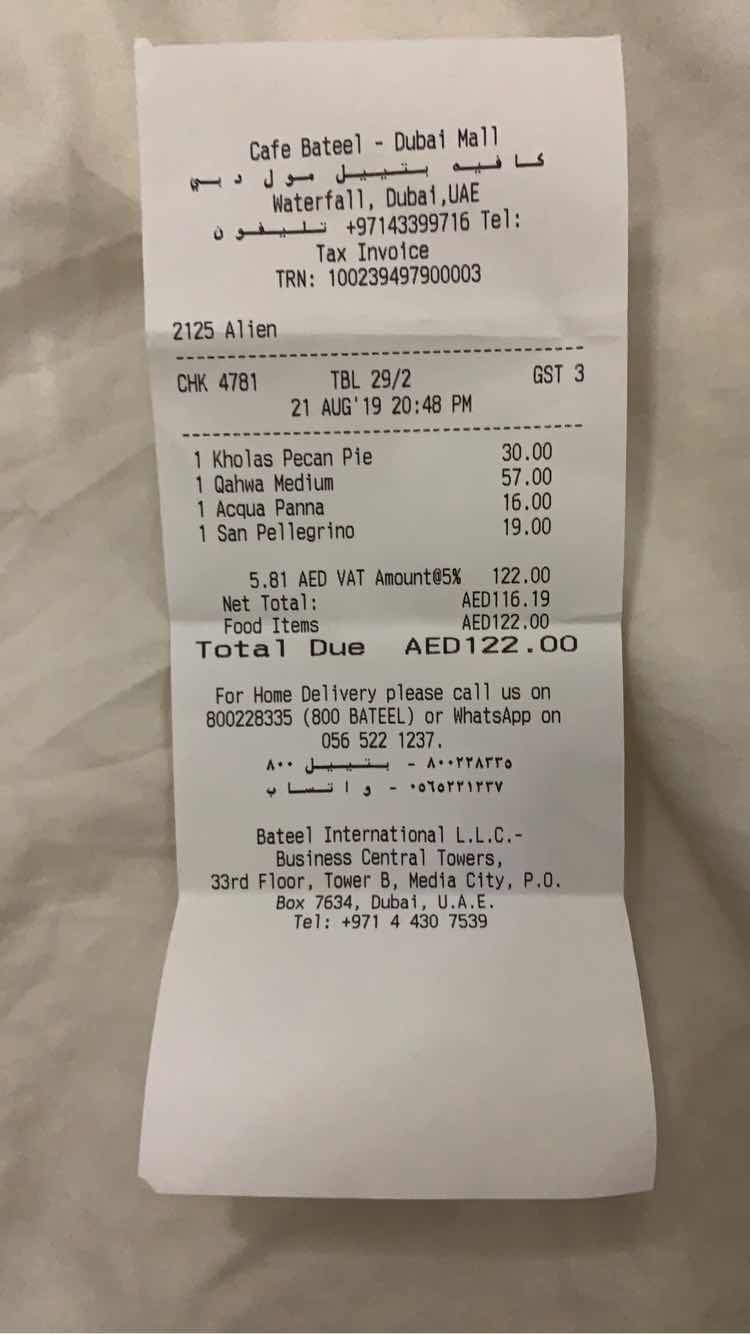 Cafe Bateel - Dubai Mall
كافيه بتييل مول دبي
Waterfall, Dubai,UAE
تليفون +97143399716 Tel:
Tax Invoice
TRN: 100239497900003
2125 Alien
CHK 4781 TBL 29/2 GST 3
21 AUG'19 20:48 PM
1 Kholas Pecan Pie 30.00
1 Qahwa Medium 57.00
1 Acqua Panna 16.00
1 San Pellegrino 19.00
5.81 AED VAT Amount@5% 122.00
Net Total: AED116.19
Food Items AED122.00
Total Due AED122.00
For Home Delivery please call us on
800228335 (800 BATEEL) or WhatsApp on
056 522 1237.
٨٠٠ بتييل - ٨٠٠٢٢٨٢٣٥
واتساب - ٠٥٦٥٢٢١٢٣٧
Bateel International L.L.C.-
Business Central Towers,
33rd Floor, Tower B, Media City, P.O.
Box 7634, Dubai, U.A.E.
Tel: +971 4 430 7539